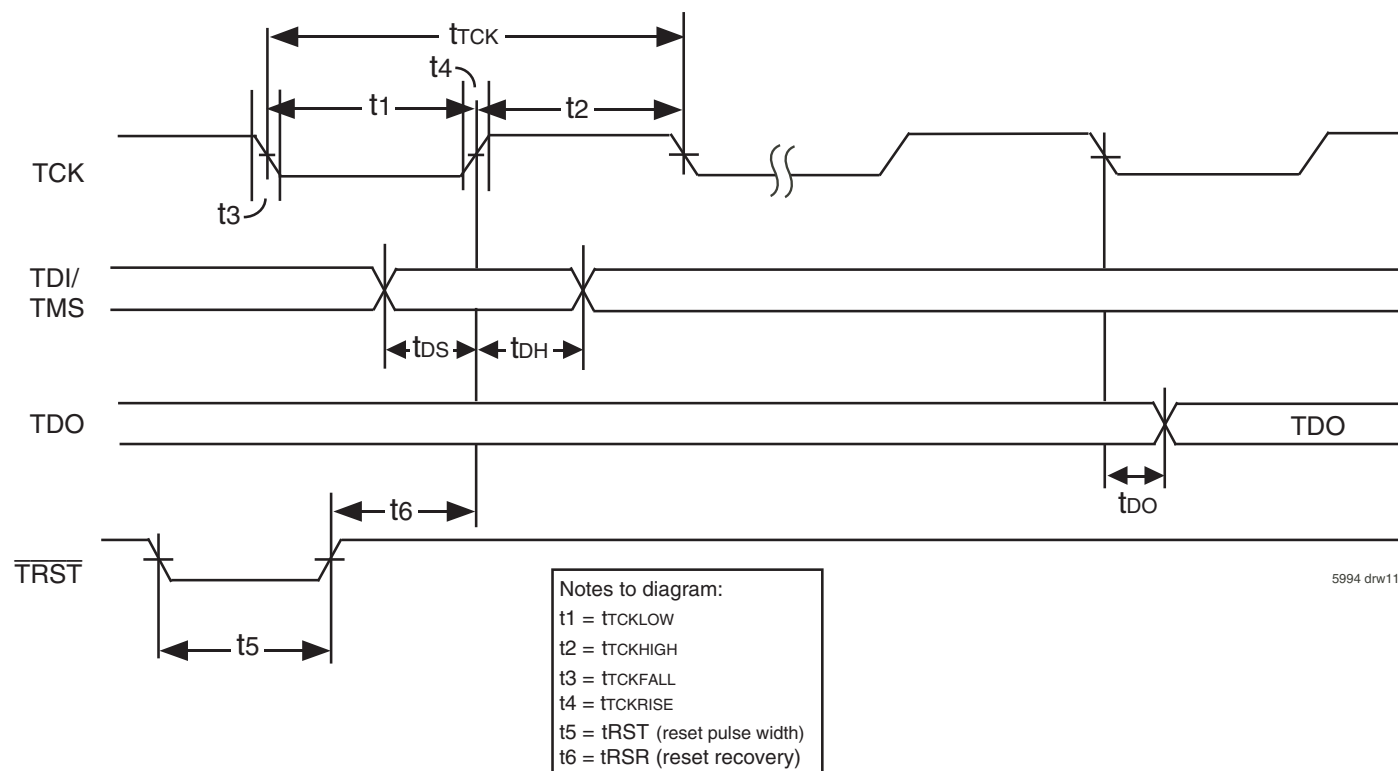 tTCK
t4
t1
t2
TCK
t3
TDI/
TMS
tDS
tDH
TDO
TDO
tDO
t6
TRST
5994 drw11
t5
Notes to diagram:
t1 = tTCKLOW
t2 = tTCKHIGH
t3 = tTCKFALL
t4 = tTCKRISE
t5 = tRST (reset pulse width)
t6 = tRSR (reset recovery)